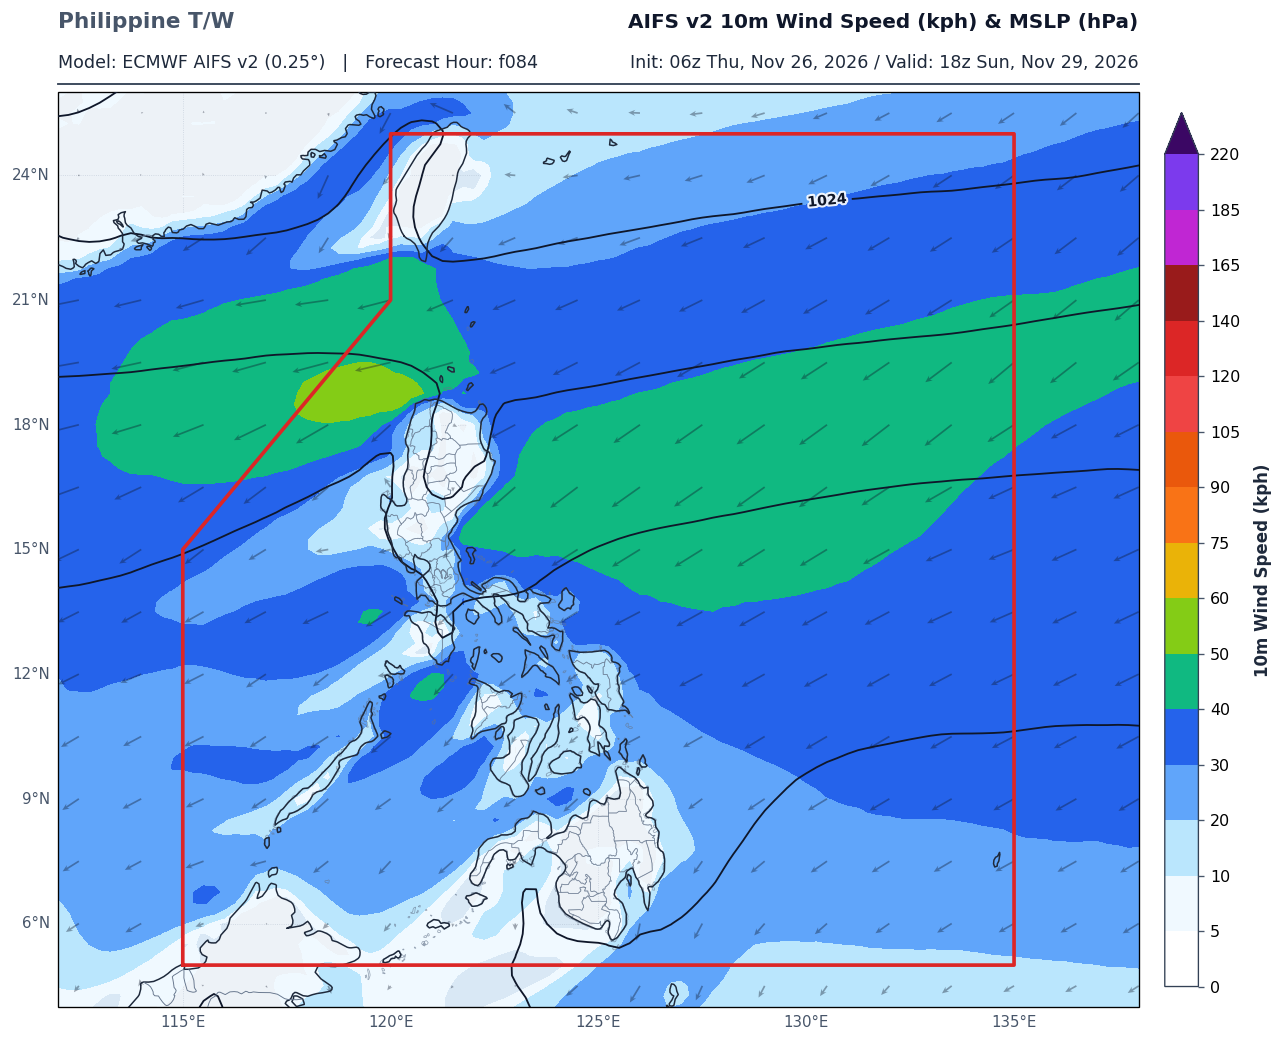 Philippine T/W
AIFS v2 10m Wind Speed (kph) & MSLP (hPa)
Model: ECMWF AIFS v2 (0.25°)   |   Forecast Hour: f084
Init: 06z Thu, Nov 26, 2026 / Valid: 18z Sun, Nov 29, 2026
24°N
21°N
18°N
15°N
12°N
9°N
6°N
1024
115°E
120°E
125°E
130°E
135°E
220
185
165
140
120
105
90
75
60
50
40
30
20
10
5
0
10m Wind Speed (kph)